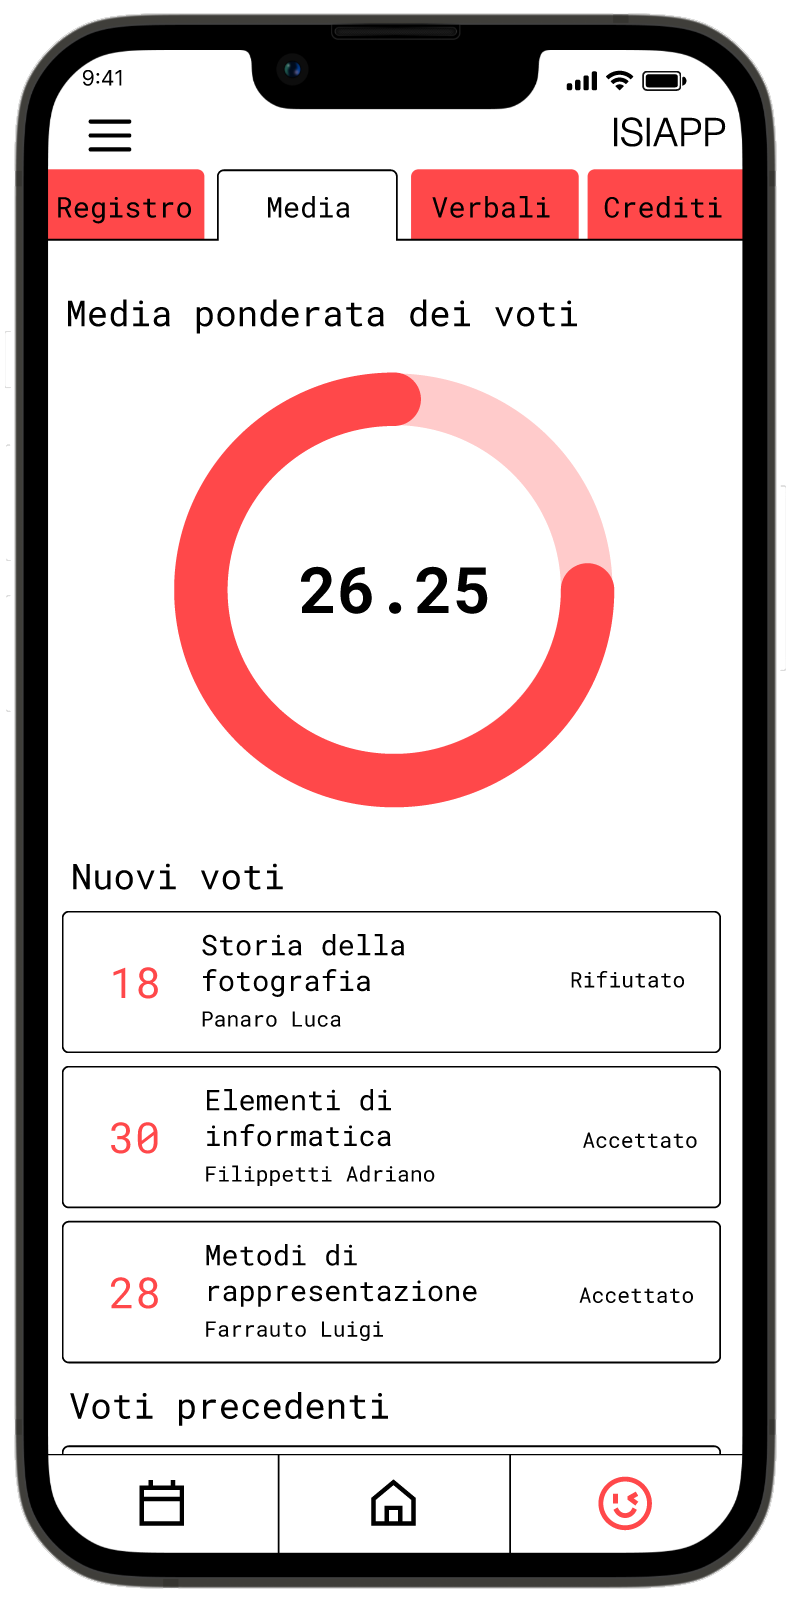 9:41
ISIAPP
Registro Media Verbali Crediti
Media ponderata dei voti
26.25
Nuovi voti
18
Storia della
fotografia
Panaro Luca
Rifiutato
30
Elementi di
informatica
Filippetti Adriano
Accettato
28
Metodi di
rappresentazione
Farrauto Luigi
Accettato
Voti precedenti